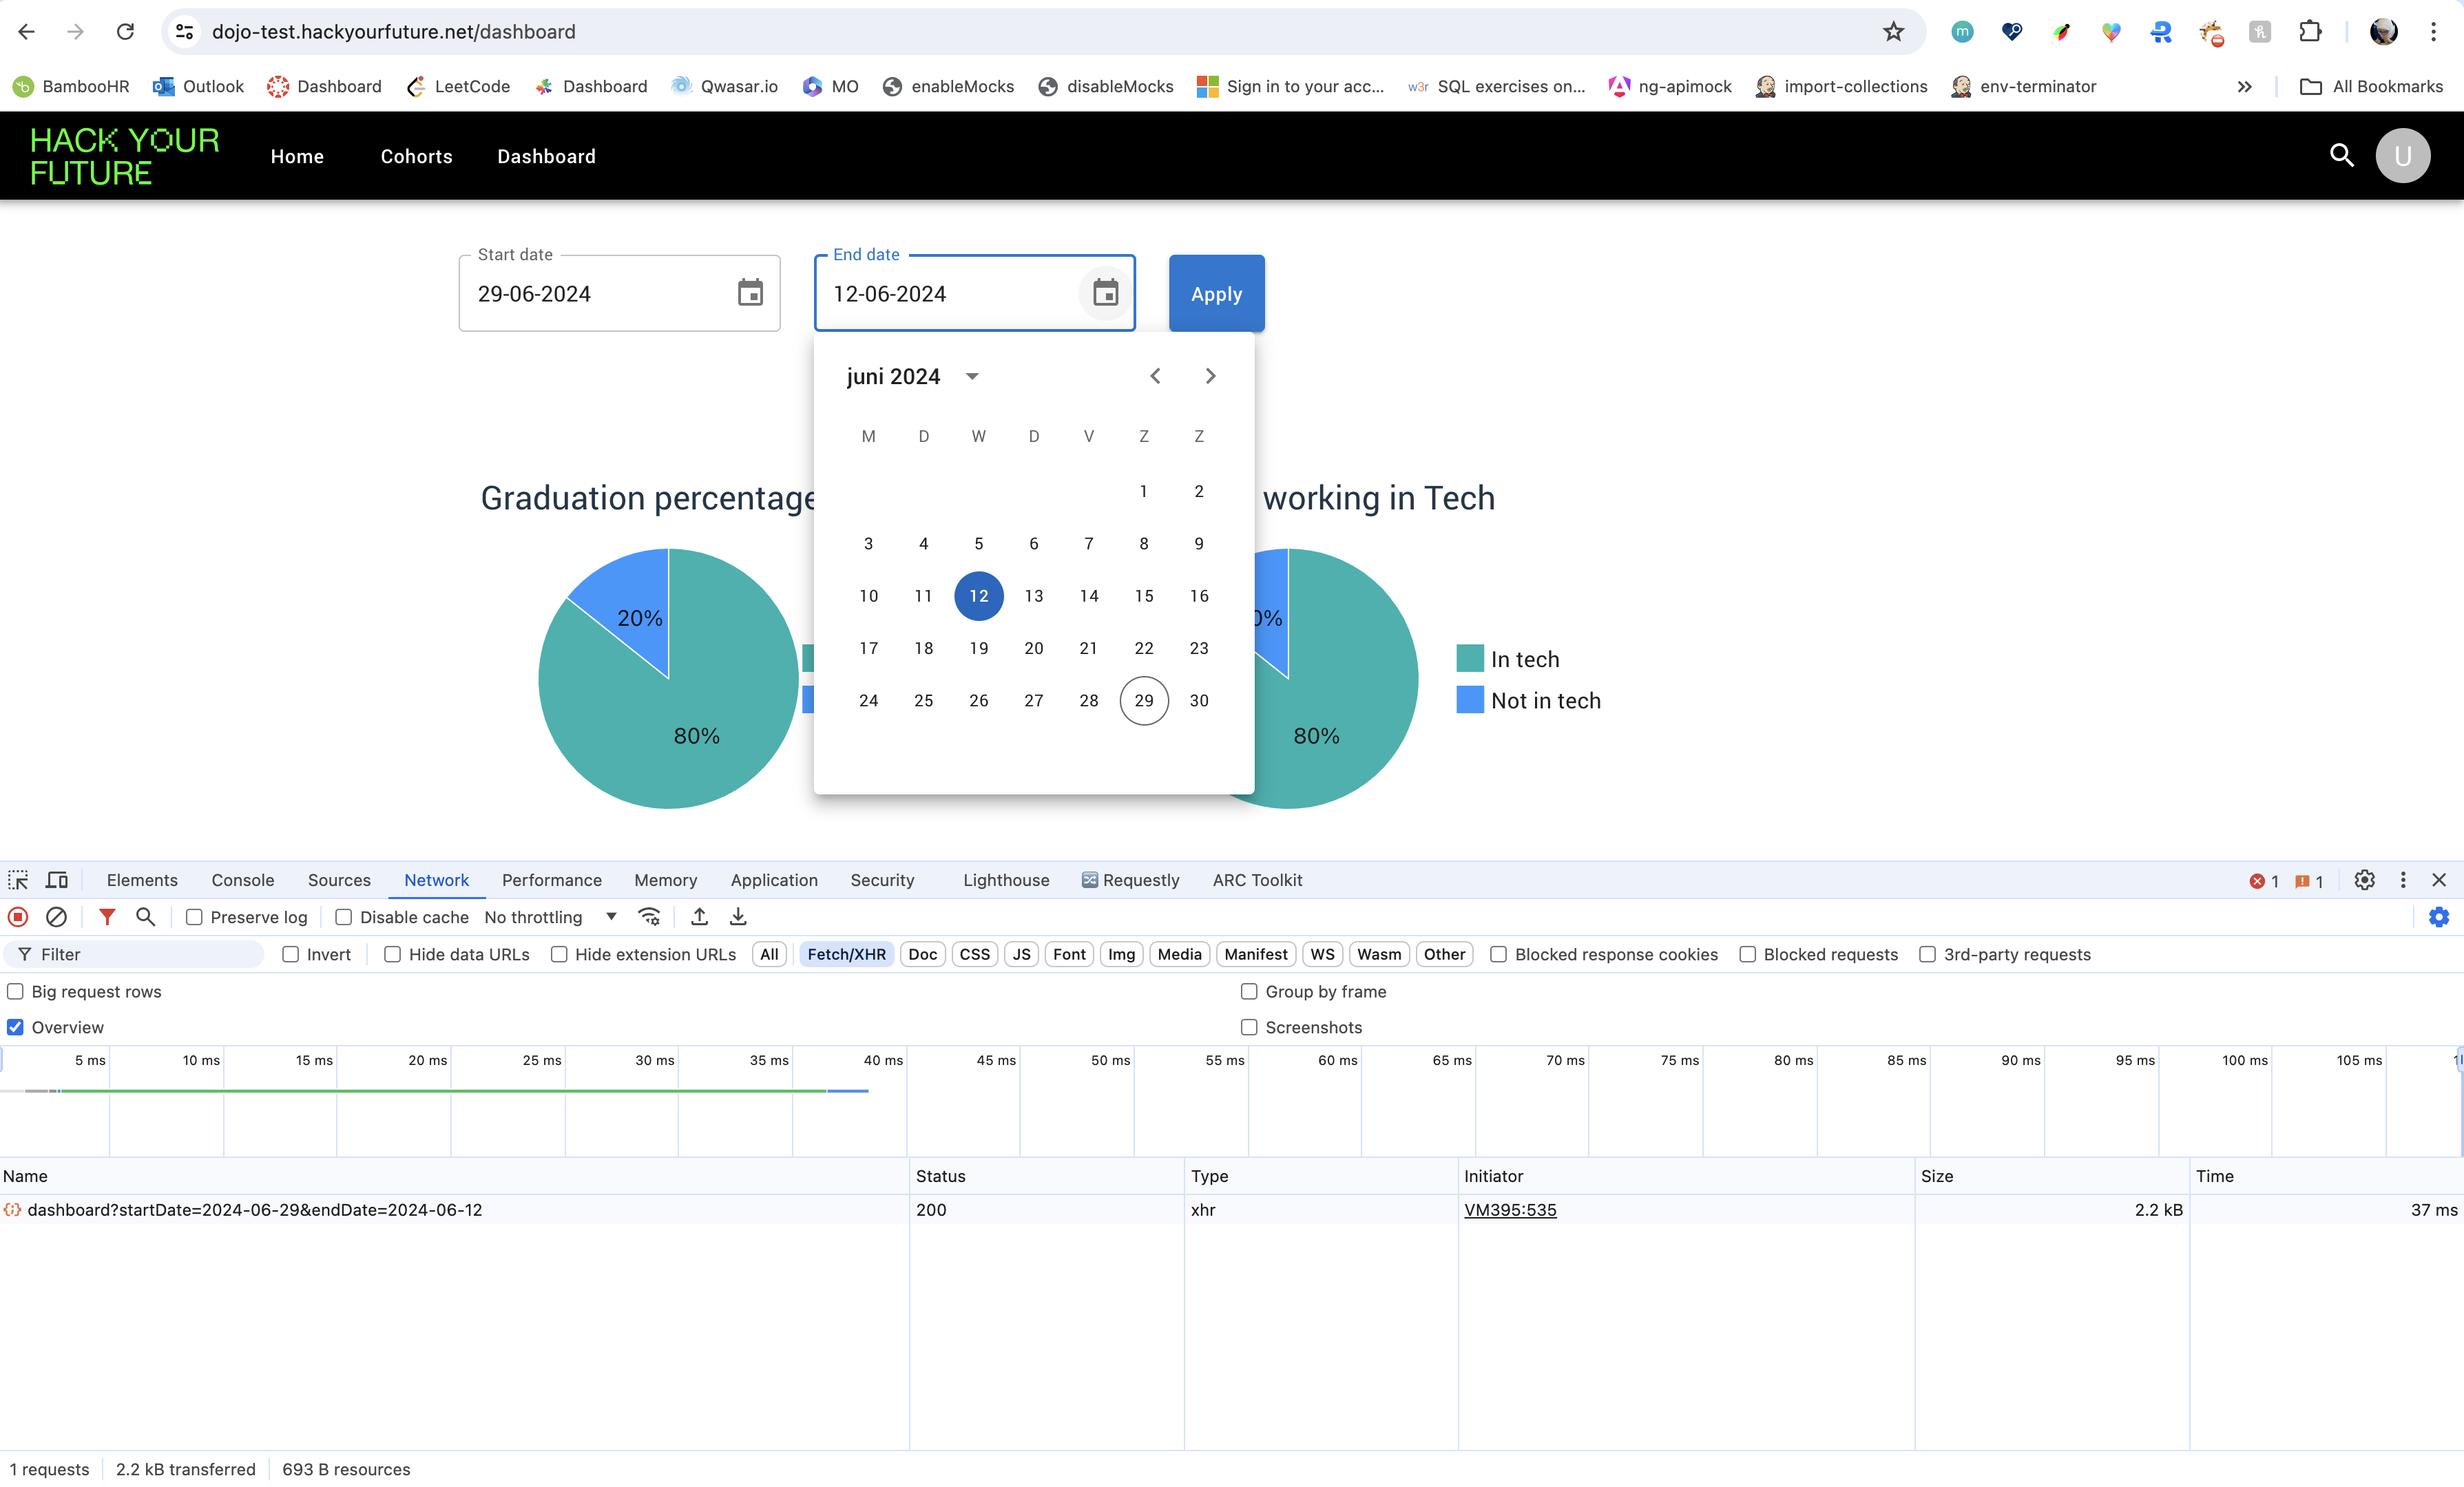 dojo-test.hackyourfuture.net/dashboard
BambooHR Outlook Dashboard LeetCode Dashboard Qwasar.io MO enableMocks disableMocks Sign in to your acc... w3r SQL exercises on... ng-apimock import-collections env-terminator » All Bookmarks
HACK YOUR
FUTURE
Home Cohorts Dashboard U
Start date
29-06-2024
End date
12-06-2024
Apply
juni 2024
M D W D V Z Z
1 2
3 4 5 6 7 8 9
10 11 12 13 14 15 16
17 18 19 20 21 22 23
24 25 26 27 28 29 30
Graduation percentage
20%
80%
working in Tech
0%
80%
In tech
Not in tech
Elements Console Sources Network Performance Memory Application Security Lighthouse Requestly ARC Toolkit 1 1
Preserve log Disable cache No throttling
Filter Invert Hide data URLs Hide extension URLs All Fetch/XHR Doc CSS JS Font Img Media Manifest WS Wasm Other Blocked response cookies Blocked requests 3rd-party requests
Big request rows Group by frame
Overview Screenshots
5 ms 10 ms 15 ms 20 ms 25 ms 30 ms 35 ms 40 ms 45 ms 50 ms 55 ms 60 ms 65 ms 70 ms 75 ms 80 ms 85 ms 90 ms 95 ms 100 ms 105 ms
Name Status Type Initiator Size Time
dashboard?startDate=2024-06-29&endDate=2024-06-12 200 xhr VM395:535 2.2 kB 37 ms
1 requests 2.2 kB transferred 693 B resources